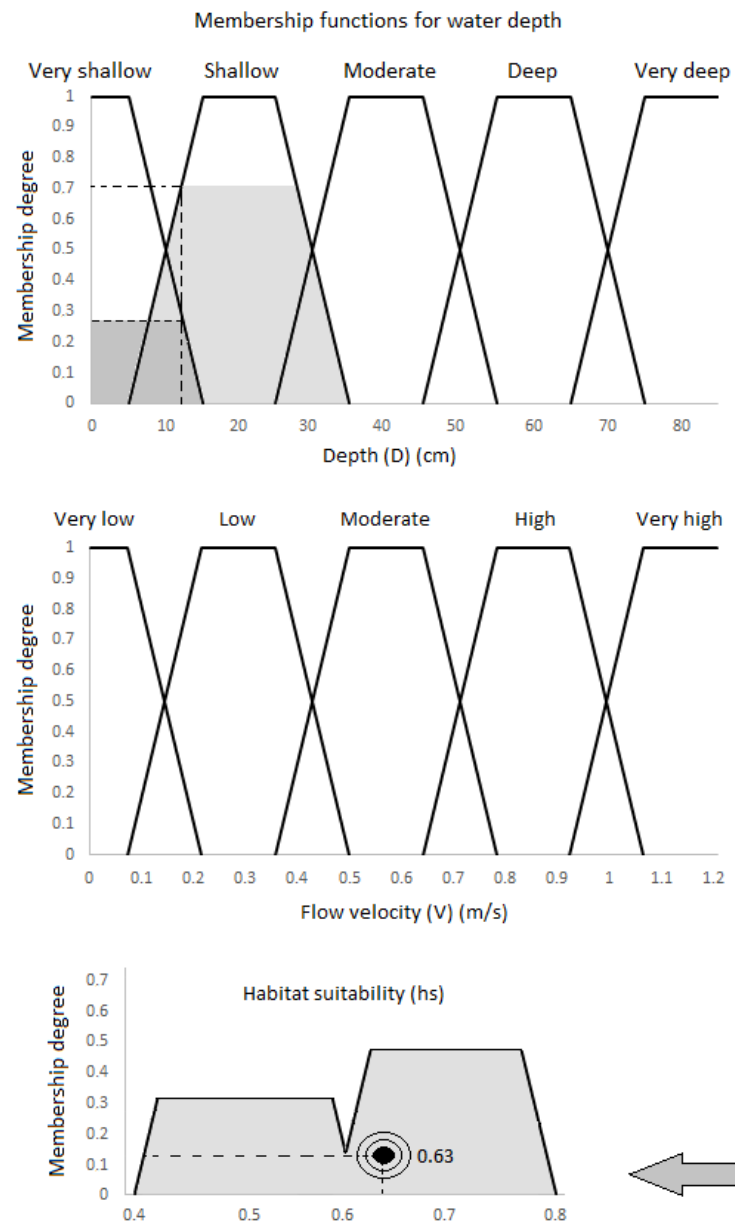 Membership functions for water depth
Very shallow Shallow Moderate Deep Very deep
1
0.9
0.8
0.7
0.6
0.5
0.4
0.3
0.2
0.1
0
Membership degree
0 10 20 30 40 50 60 70 80
Depth (D) (cm)
Very low Low Moderate High Very high
1
0.9
0.8
0.7
0.6
0.5
0.4
0.3
0.2
0.1
0
Membership degree
0 0.1 0.2 0.3 0.4 0.5 0.6 0.7 0.8 0.9 1 1.1 1.2
Flow velocity (V) (m/s)
Habitat suitability (hs)
0.7
0.6
0.5
0.4
0.3
0.2
0.1
0
Membership degree
0.63
0.4 0.5 0.6 0.7 0.8